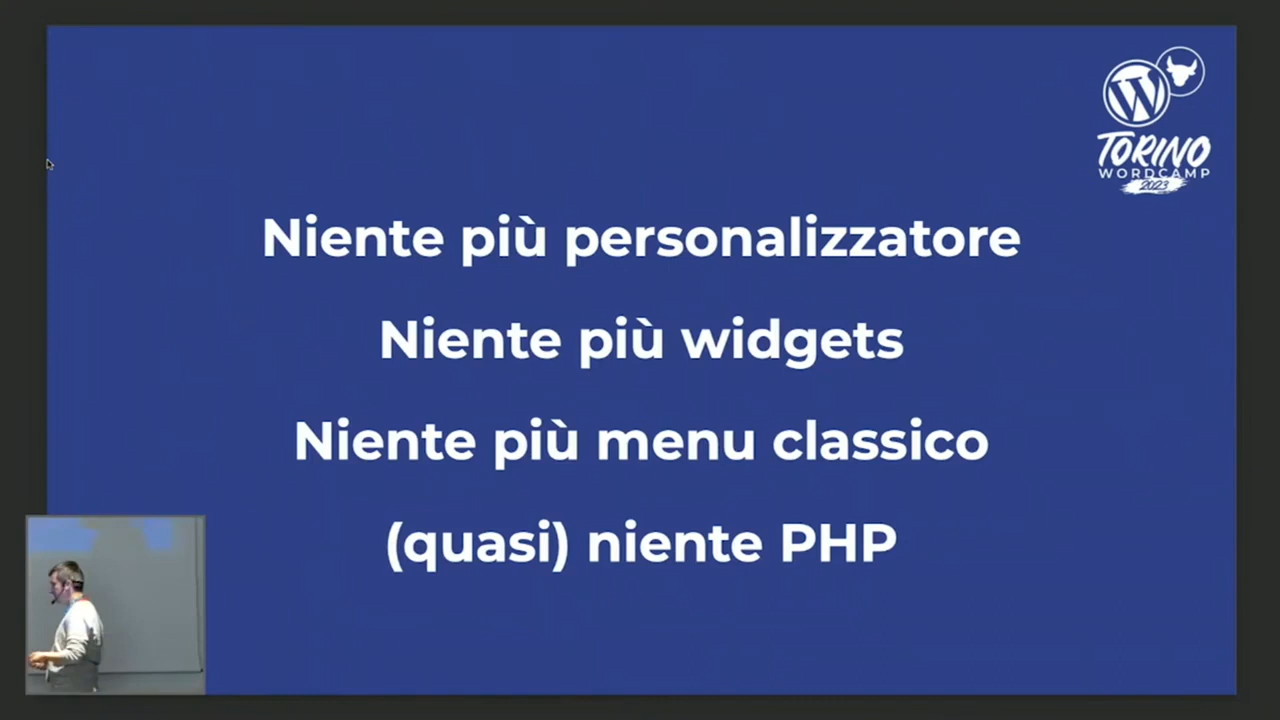 TORINO
WORDCAMP
2023
Niente più personalizzatore
Niente più widgets
Niente più menu classico
(quasi) niente PHP